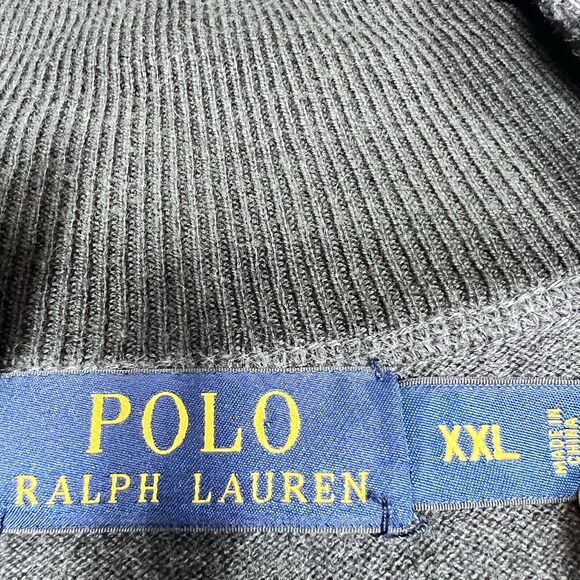 POLO
RALPH LAUREN
XXL
MADE IN
CHINA